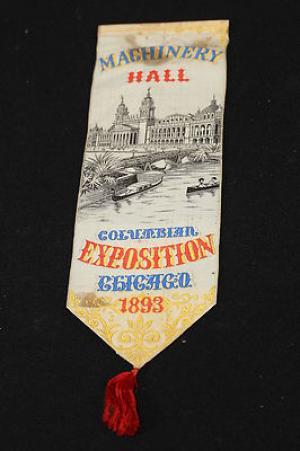 MACHINERY
HALL
COLUMBIAN
EXPOSITION
CHICAGO
1893